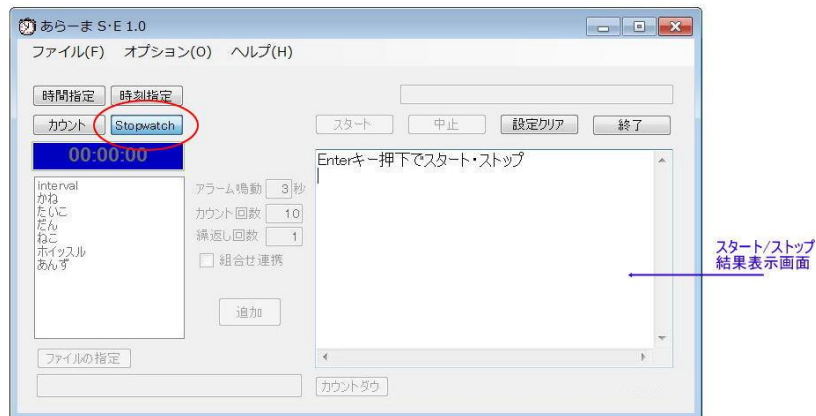 あらーま S･E 1.0
ファイル(F) オプション(O) ヘルプ(H)
時間指定 時刻指定
カウント Stopwatch スタート 中止 設定クリア 終了
00:00:00
Enterキー押下でスタート・ストップ
interval
かね
たいこ
だん
ねこ
ホイッスル
あんず
アラーム鳴動 3 秒
カウント回数 10
繰返し回数 1
組合せ連携
追加
スタート/ストップ
結果表示画面
ファイルの指定
カウントダウ